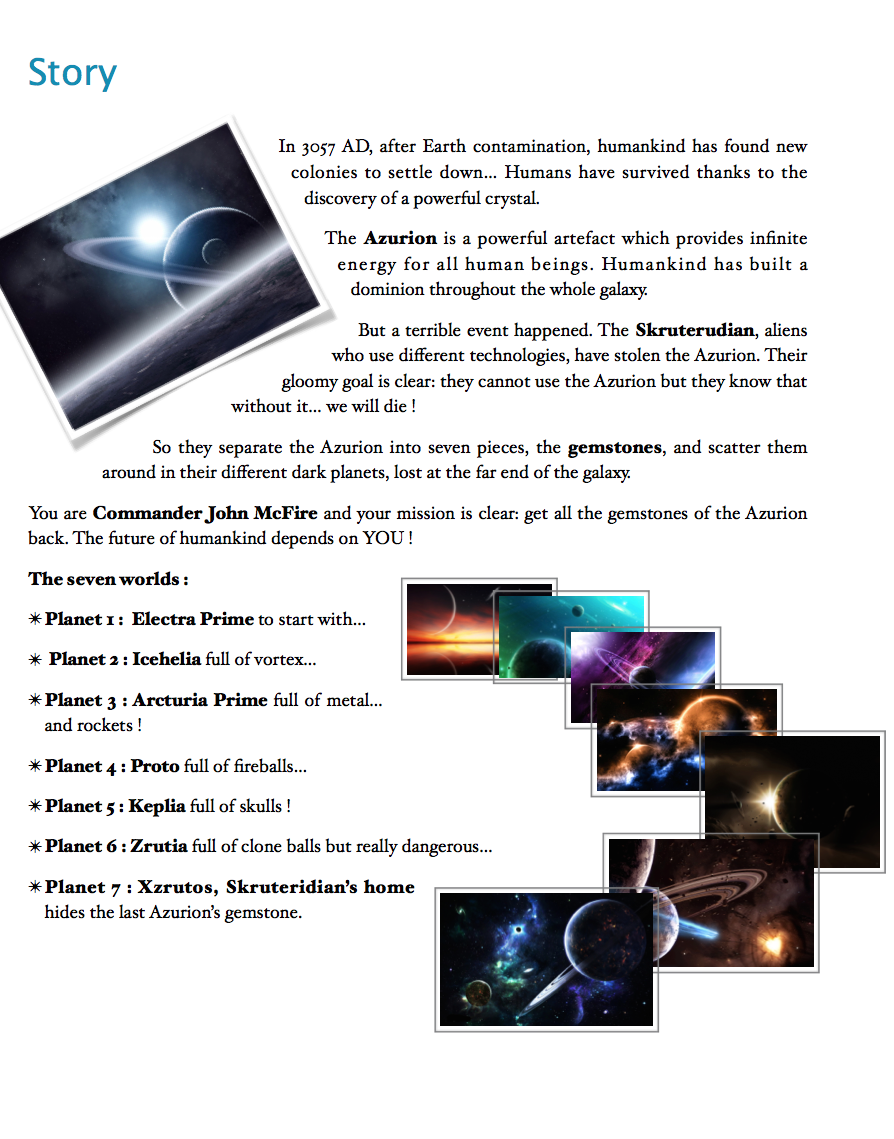 Story
In 3057 AD, after Earth contamination, humankind has found new
colonies to settle down... Humans have survived thanks to the
discovery of a powerful crystal.
The Azurion is a powerful artefact which provides infinite
energy for all human beings. Humankind has built a
dominion throughout the whole galaxy.
But a terrible event happened. The Skruterudian, aliens
who use different technologies, have stolen the Azurion. Their
gloomy goal is clear: they cannot use the Azurion but they know that
without it... we will die !
So they separate the Azurion into seven pieces, the gemstones, and scatter them
around in their different dark planets, lost at the far end of the galaxy.
You are Commander John McFire and your mission is clear: get all the gemstones of the Azurion
back. The future of humankind depends on YOU !
The seven worlds :
✴ Planet 1 : Electra Prime to start with...
✴ Planet 2 : Icehelia full of vortex...
✴ Planet 3 : Arcturia Prime full of metal...
and rockets !
✴ Planet 4 : Proto full of fireballs...
✴ Planet 5 : Keplia full of skulls !
✴ Planet 6 : Zrutia full of clone balls but really dangerous...
✴ Planet 7 : Xzrutos, Skruteridian's home
hides the last Azurion's gemstone.